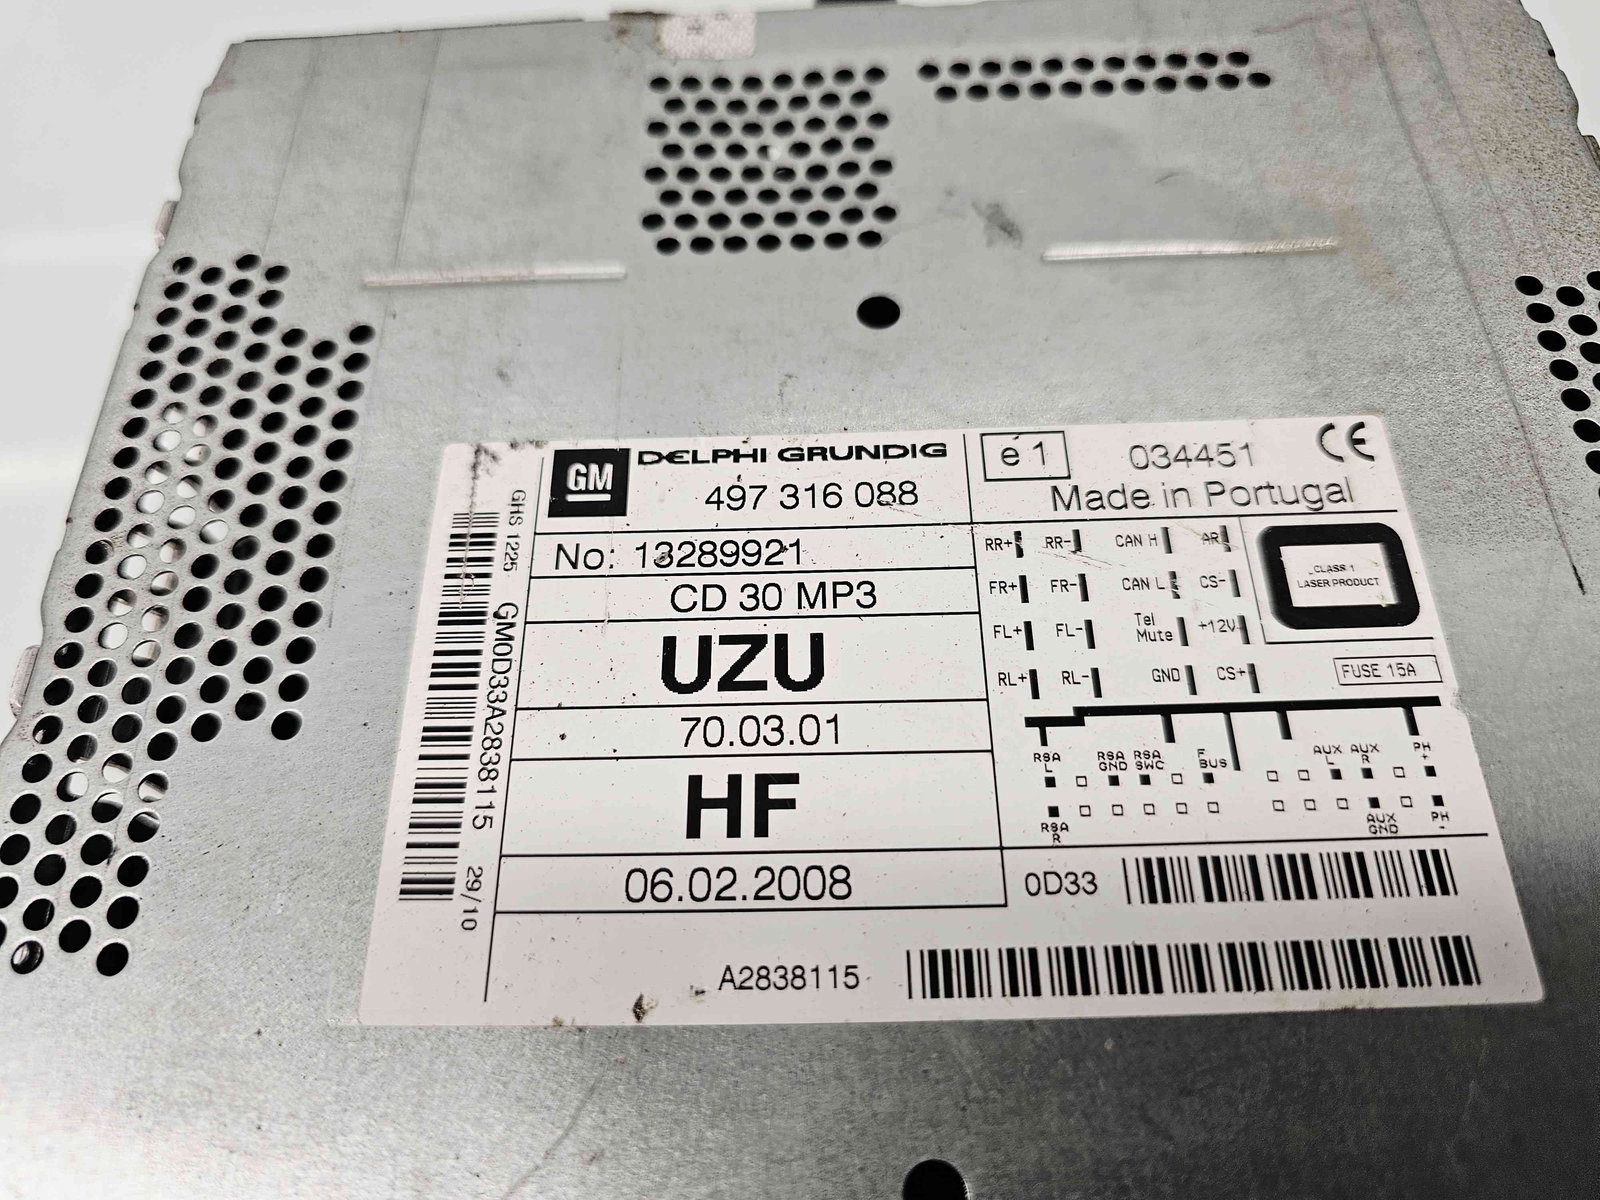 GM
DELPHI GRUNDIG
497 316 088
No: 13289921
CD 30 MP3
UZU
70.03.01
HF
06.02.2008
GHS 1225 GM0D33A2838115 29/10
e1 034451 CE
Made in Portugal
RR+ RR- CAN H AR
FR+ FR- CAN L CS-
FL+ FL- Tel Mute +12V
RL+ RL- GND CS+
CLASS 1
LASER PRODUCT
FUSE 15A
RSA L RSA GND RSA SWC F BUS AUX L AUX R PH +
RSA R AUX GND PH -
0D33
A2838115